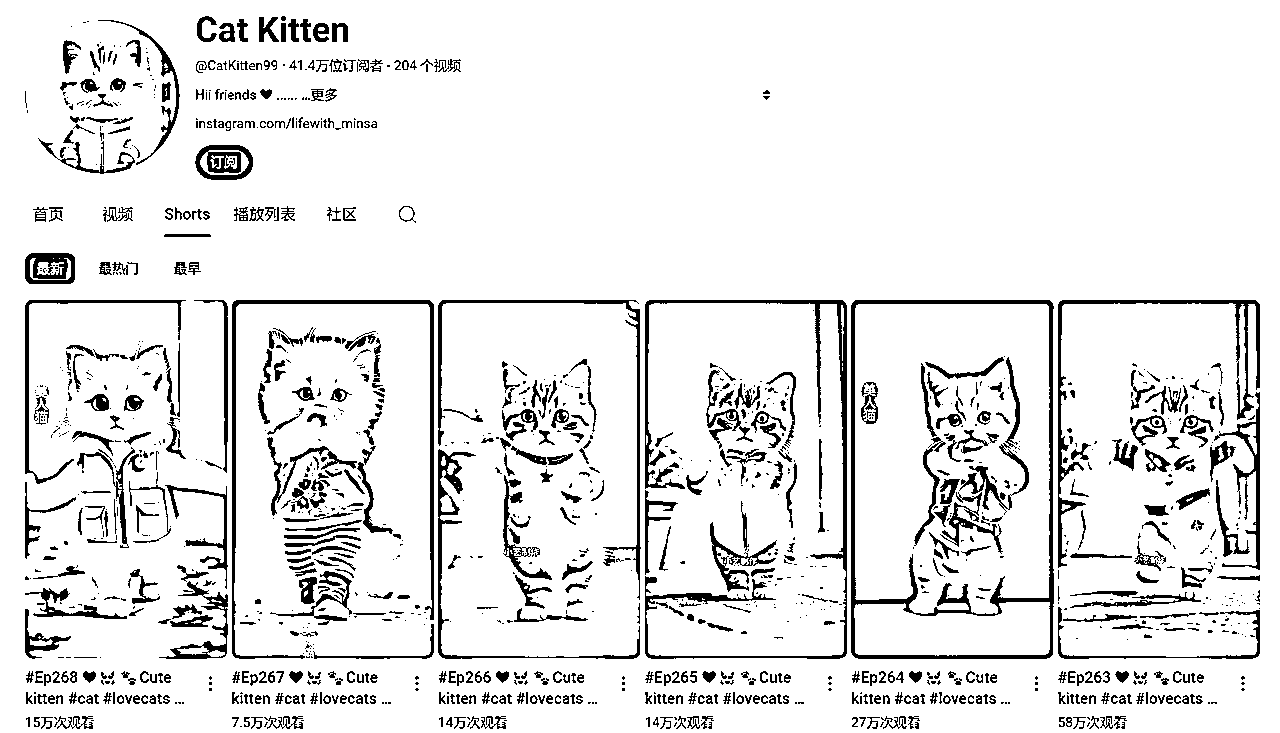 Cat Kitten
@CatKitten99 · 41.4万位订阅者 · 204 个视频
Hii friends ♥ ...... ...更多
instagram.com/lifewith_minsa
订阅
首页 视频 Shorts 播放列表 社区
最新 最热门 最早
#Ep268 ♥ 🐱 🐾 Cute
kitten #cat #lovecats ...
15万次观看
#Ep267 ♥ 🐱 🐾 Cute
kitten #cat #lovecats ...
7.5万次观看
#Ep266 ♥ 🐱 🐾 Cute
kitten #cat #lovecats ...
14万次观看
#Ep265 ♥ 🐱 🐾 Cute
kitten #cat #lovecats ...
14万次观看
#Ep264 ♥ 🐱 🐾 Cute
kitten #cat #lovecats ...
27万次观看
#Ep263 ♥ 🐱 🐾 Cute
kitten #cat #lovecats ...
58万次观看